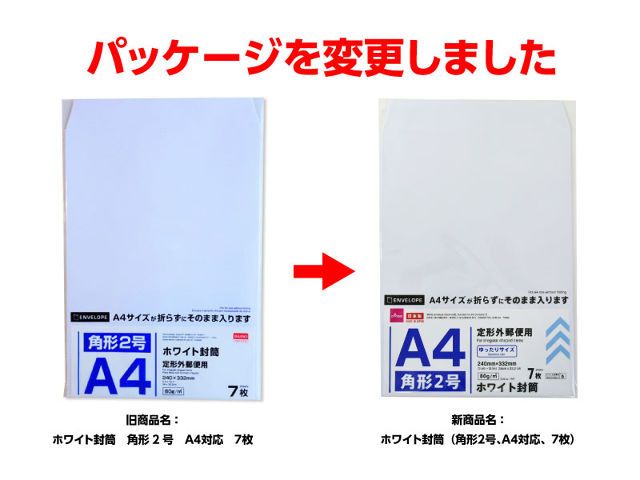 パッケージを変更しました
ENVELOPE A4サイズが折らずにそのまま入ります
角形2号
A4
ホワイト封筒
定形外郵便用
240mm×332mm
80g/㎡
7枚
旧商品名：
ホワイト封筒　角形２号　A4対応　7枚
ENVELOPE A4サイズが折らずにそのまま入ります
日本製
A4
角形2号
定形外郵便用
For irregular-sized mails
ゆったりサイズ
240mm×332mm
80g/㎡
7枚
ホワイト封筒
新商品名：
ホワイト封筒（角形2号、A4対応、7枚）